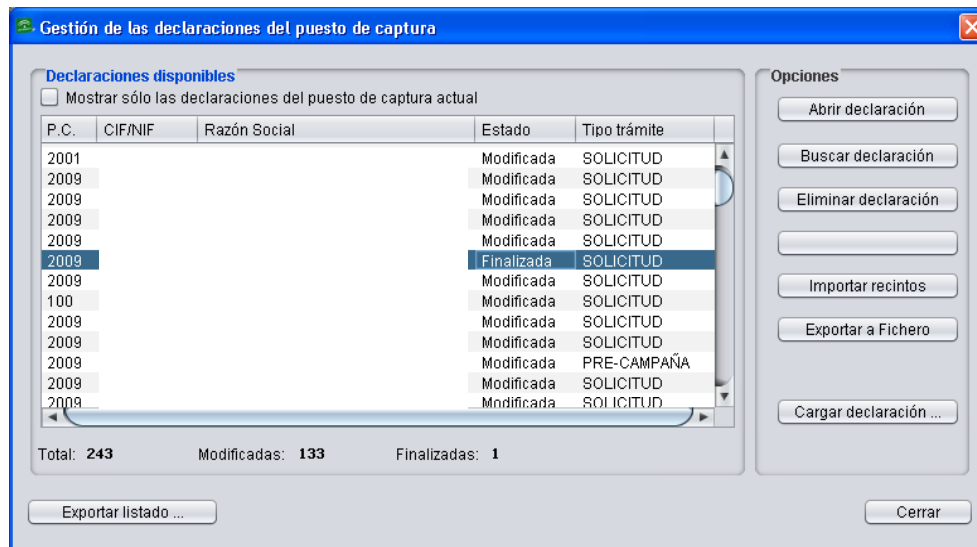 Gestión de las declaraciones del puesto de captura
Declaraciones disponibles
Mostrar sólo las declaraciones del puesto de captura actual
P.C. CIF/NIF Razón Social Estado Tipo trámite
2001 Modificada SOLICITUD
2009 Modificada SOLICITUD
2009 Modificada SOLICITUD
2009 Modificada SOLICITUD
2009 Modificada SOLICITUD
2009 Finalizada SOLICITUD
2009 Modificada SOLICITUD
100 Modificada SOLICITUD
2009 Modificada SOLICITUD
2009 Modificada SOLICITUD
2009 Modificada PRE-CAMPAÑA
2009 Modificada SOLICITUD
2009 Modificada SOLICITUD
Total: 243 Modificadas: 133 Finalizadas: 1
Opciones
Abrir declaración
Buscar declaración
Eliminar declaración
Importar recintos
Exportar a Fichero
Cargar declaración ...
Exportar listado ...
Cerrar